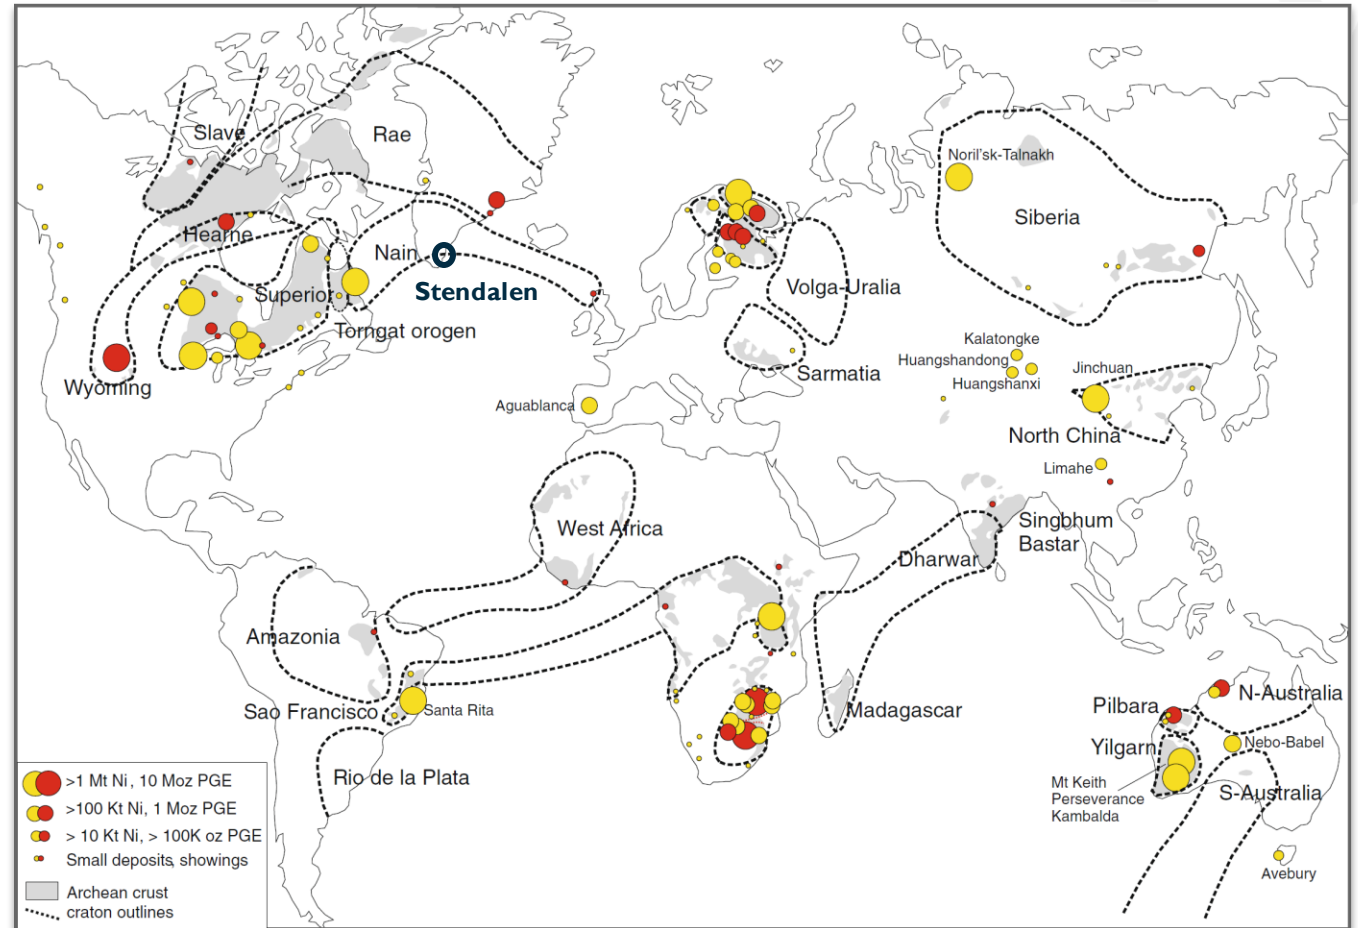 Slave
Rae
Noril'sk-Talnakh
Siberia
Hearne
Nain
Stendalen
Superior
Volga-Uralia
Torngat orogen
Kalatongke
Huangshandong
Huangshanxi
Jinchuan
Wyoming
Sarmatia
Aguablanca
North China
Limahe
West Africa
Singbhum
Bastar
Dharwar
Amazonia
Sao Francisco
Santa Rita
Madagascar
Pilbara
N-Australia
Yilgarn
Nebo-Babel
Rio de la Plata
Mt Keith
Perseverance
Kambalda
S-Australia
Avebury
>1 Mt Ni, 10 Moz PGE
>100 Kt Ni, 1 Moz PGE
> 10 Kt Ni, > 100K oz PGE
Small deposits, showings
Archean crust
craton outlines